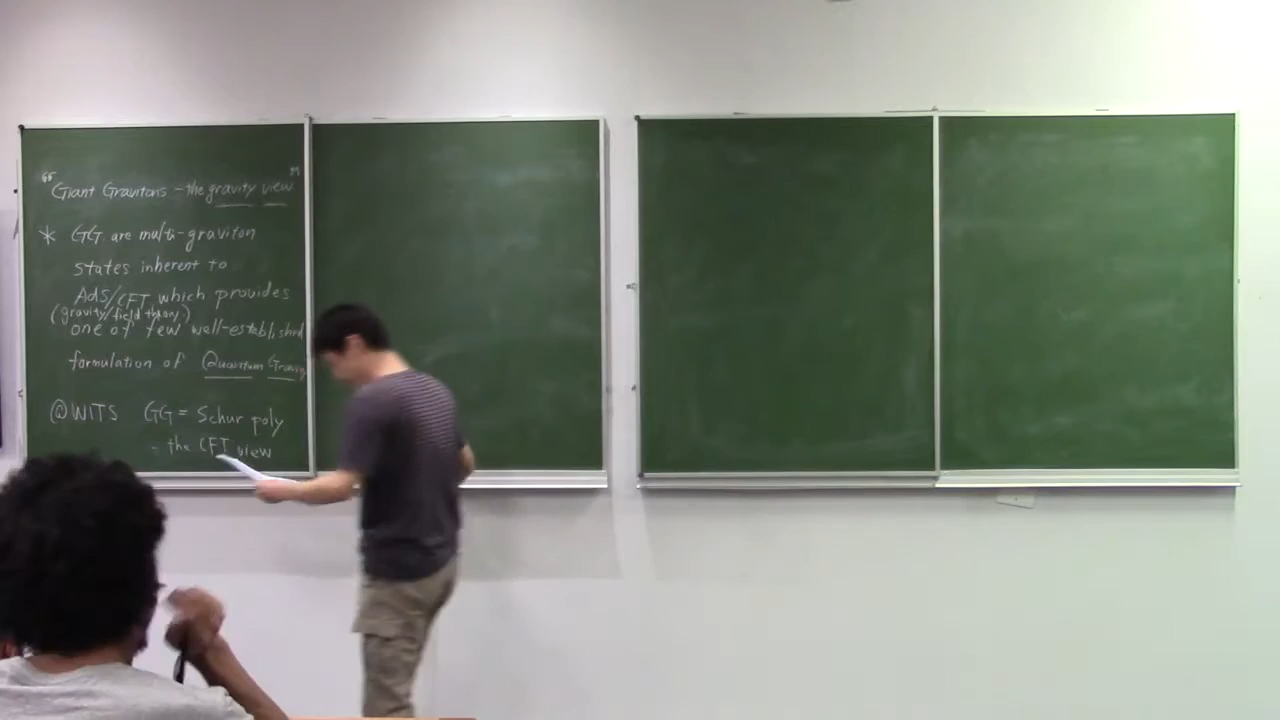 "Giant Gravitons - the gravity view"
* GG. are multi-graviton
states inherent to
AdS/CFT which provides
(gravity/field theory)
one of few well-established
formulation of Quantum Gravity
@WITS GG = Schur poly
- the CFT view